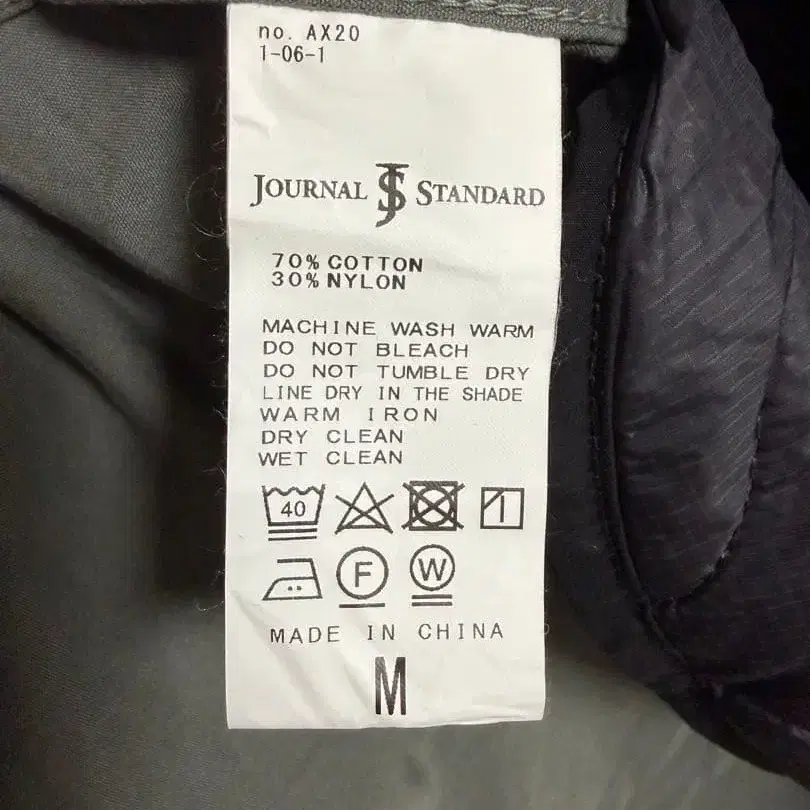 no. AX20
1-06-1
JOURNAL JS STANDARD
70% COTTON
30% NYLON
MACHINE WASH WARM
DO NOT BLEACH
DO NOT TUMBLE DRY
LINE DRY IN THE SHADE
WARM IRON
DRY CLEAN
WET CLEAN
40
F W
MADE IN CHINA
M